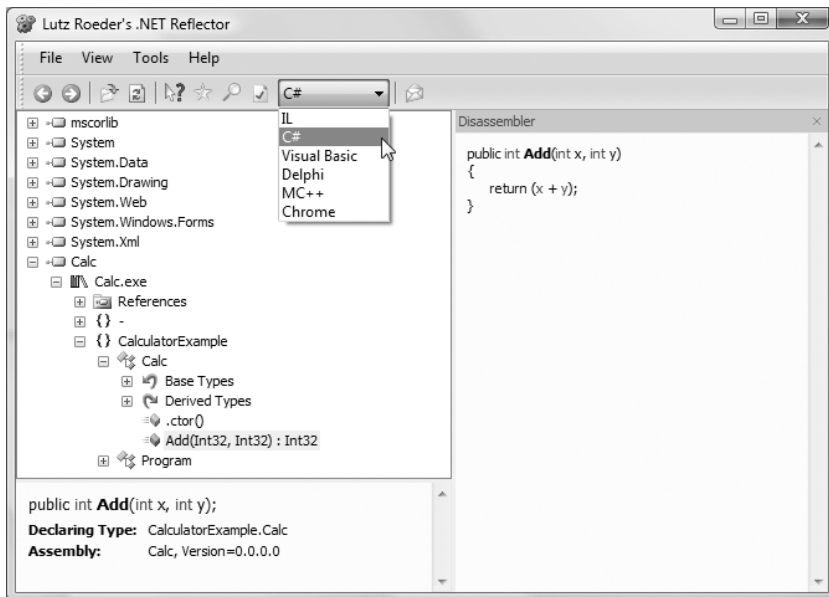 Lutz Roeder's .NET Reflector
File View Tools Help
C#
IL
C#
Visual Basic
Delphi
MC++
Chrome
mscorlib
System
System.Data
System.Drawing
System.Web
System.Windows.Forms
System.Xml
Calc
Calc.exe
References
{} -
{} CalculatorExample
Calc
Base Types
Derived Types
.ctor()
Add(Int32, Int32) : Int32
Program
Disassembler
public int Add(int x, int y)
{
return (x + y);
}
public int Add(int x, int y);
Declaring Type: CalculatorExample.Calc
Assembly: Calc, Version=0.0.0.0